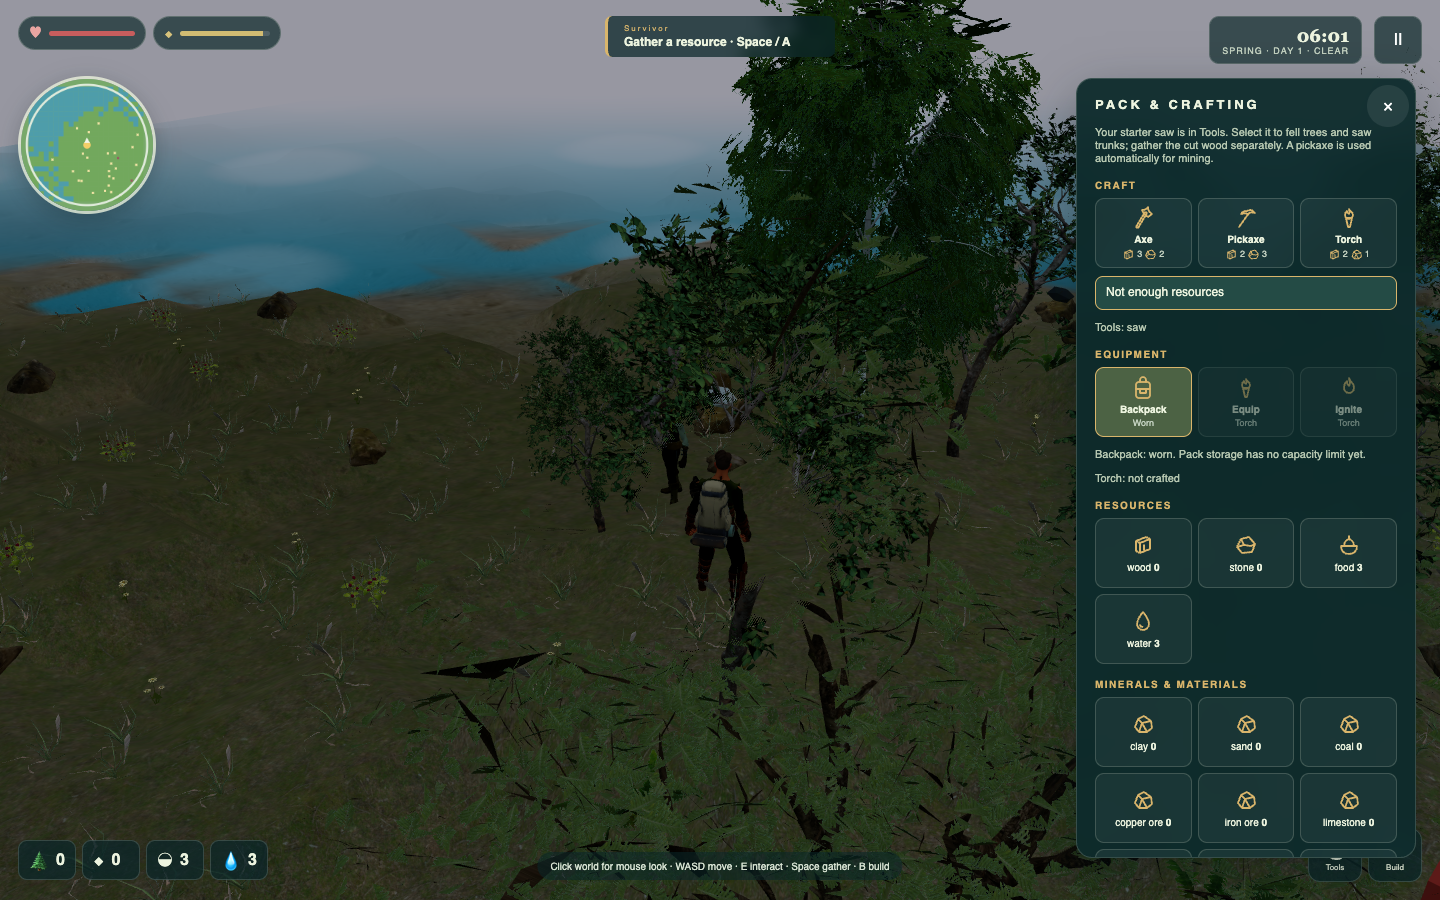 Survivor
Gather a resource · Space / A
06:01
SPRING · DAY 1 · CLEAR
PACK & CRAFTING
Your starter saw is in Tools. Select it to fell trees and saw
trunks; gather the cut wood separately. A pickaxe is used
automatically for mining.
CRAFT
Axe
3 2
Pickaxe
2 3
Torch
2 1
Not enough resources
Tools: saw
EQUIPMENT
Backpack
Worn
Equip
Torch
Ignite
Torch
Backpack: worn. Pack storage has no capacity limit yet.
Torch: not crafted
RESOURCES
wood 0
stone 0
food 3
water 3
MINERALS & MATERIALS
clay 0
sand 0
coal 0
copper ore 0
iron ore 0
limestone 0
0
0
3
3
Click world for mouse look · WASD move · E interact · Space gather · B build
Tools
Build